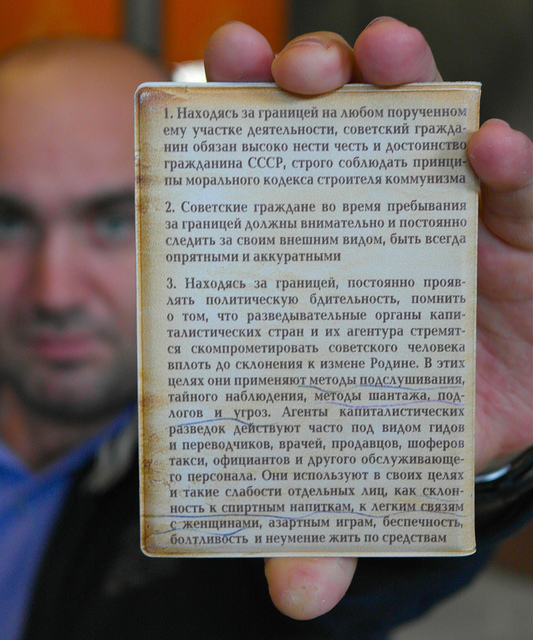 1. Находясь за границей на любом порученном
ему участке деятельности, советский гражда-
нин обязан высоко нести честь и достоинство
гражданина СССР, строго соблюдать принци-
пы морального кодекса строителя коммунизма
2. Советские граждане во время пребывания
за границей должны внимательно и постоянно
следить за своим внешним видом, быть всегда
опрятными и аккуратными
3. Находясь за границей, постоянно прояв-
лять политическую бдительность, помнить
о том, что разведывательные органы капи-
талистических стран и их агентура стремят-
ся скомпрометировать советского человека
вплоть до склонения к измене Родине. В этих
целях они применяют методы подслушивания,
тайного наблюдения, методы шантажа, под-
логов и угроз. Агенты капиталистических
разведок действуют часто под видом гидов
и переводчиков, врачей, продавцов, шоферов
такси, официантов и другого обслуживающе-
го персонала. Они используют в своих целях
и такие слабости отдельных лиц, как склон-
ность к спиртным напиткам, к легким связям
с женщинами, азартным играм, беспечность,
болтливость и неумение жить по средствам